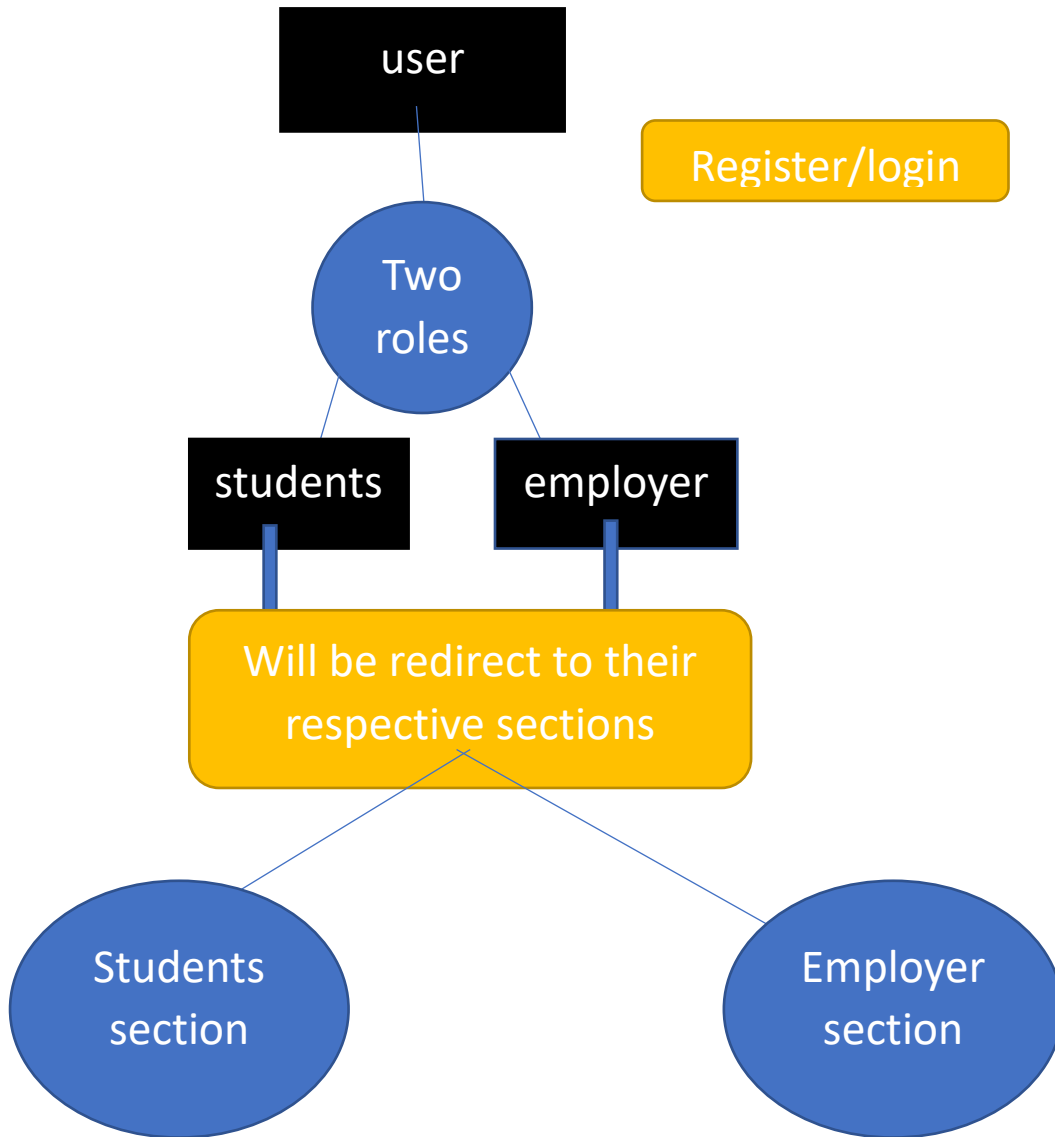 user
Register/login
Two
roles
students
employer
Will be redirect to their
respective sections
Students
section
Employer
section